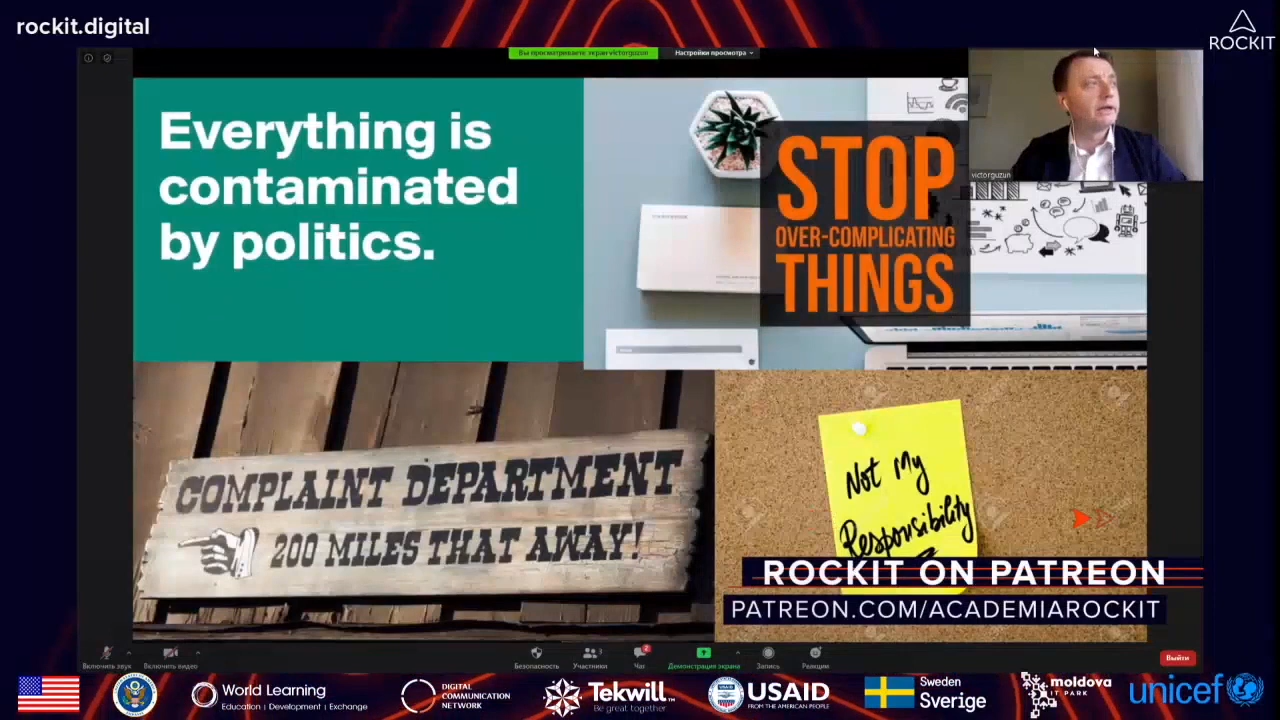 rockit.digital
ROCKIT
Вы просматриваете экран victorguzun
Настройки просмотра
Everything is
contaminated
by politics.
STOP
OVER-COMPLICATING
THINGS
victorguzun
COMPLAINT DEPARTMENT
200 MILES THAT AWAY!
Not My
Responsibility
ROCKIT ON PATREON
PATREON.COM/ACADEMIAROCKIT
Включить звук
Включить видео
Безопасность
Участники
3
Чат
2
Демонстрация экрана
Запись
Реакции
Выйти
World Learning
Education | Development | Exchange
DIGITAL
COMMUNICATION
NETWORK
Tekwill
Be great together
USAID
FROM THE AMERICAN PEOPLE
Sweden
Sverige
moldova
IT PARK
unicef